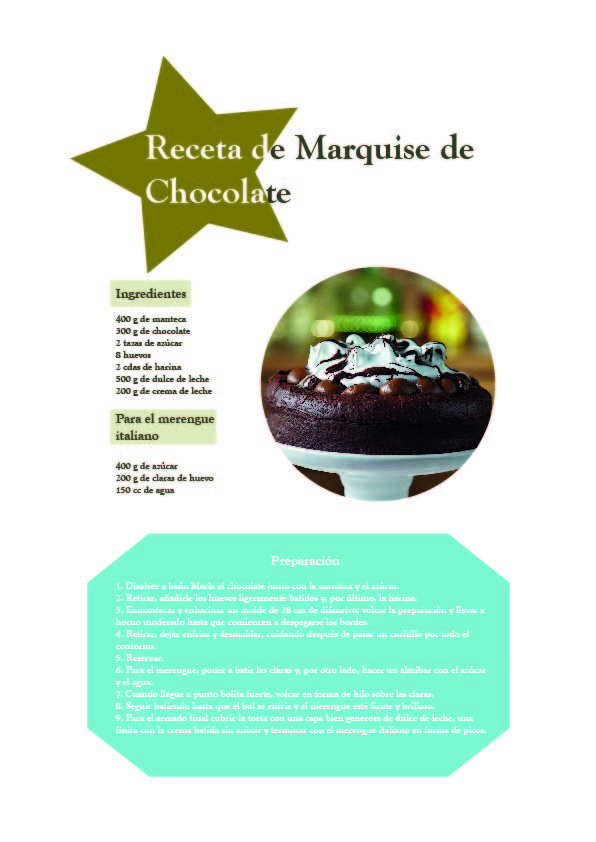 Receta de Marquise de
Chocolate
Ingredientes
400 g de manteca
300 g de chocolate
2 tazas de azúcar
8 huevos
2 cdas de harina
500 g de dulce de leche
200 g de crema de leche
Para el merengue
italiano
400 g de azúcar
200 g de claras de huevo
150 cc de agua
Preparación
1. Disolver a baño María el chocolate junto con la manteca y el azúcar.
2. Retirar, añadirle los huevos ligeramente batidos y, por último, la harina.
3. Enmantecar y enharinar un molde de 28 cm de diámetro; volcar la preparación y llevar a
horno moderado hasta que comiencen a despegarse los bordes.
4. Retirar, dejar enfriar y desmoldar, cuidando después de pasar un cuchillo por todo el
contorno.
5. Reservar.
6. Para el merengue, poner a batir las claras y, por otro lado, hacer un almíbar con el azúcar
y el agua.
7. Cuando llegue a punto bolita fuerte, volcar en forma de hilo sobre las claras.
8. Seguir batiendo hasta que el bol se enfríe y el merengue esté firme y brilloso.
9. Para el armado final cubrir la torta con una capa bien generosa de dulce de leche, una
finita con la crema batida sin azúcar y terminar con el merengue italiano en forma de picos.